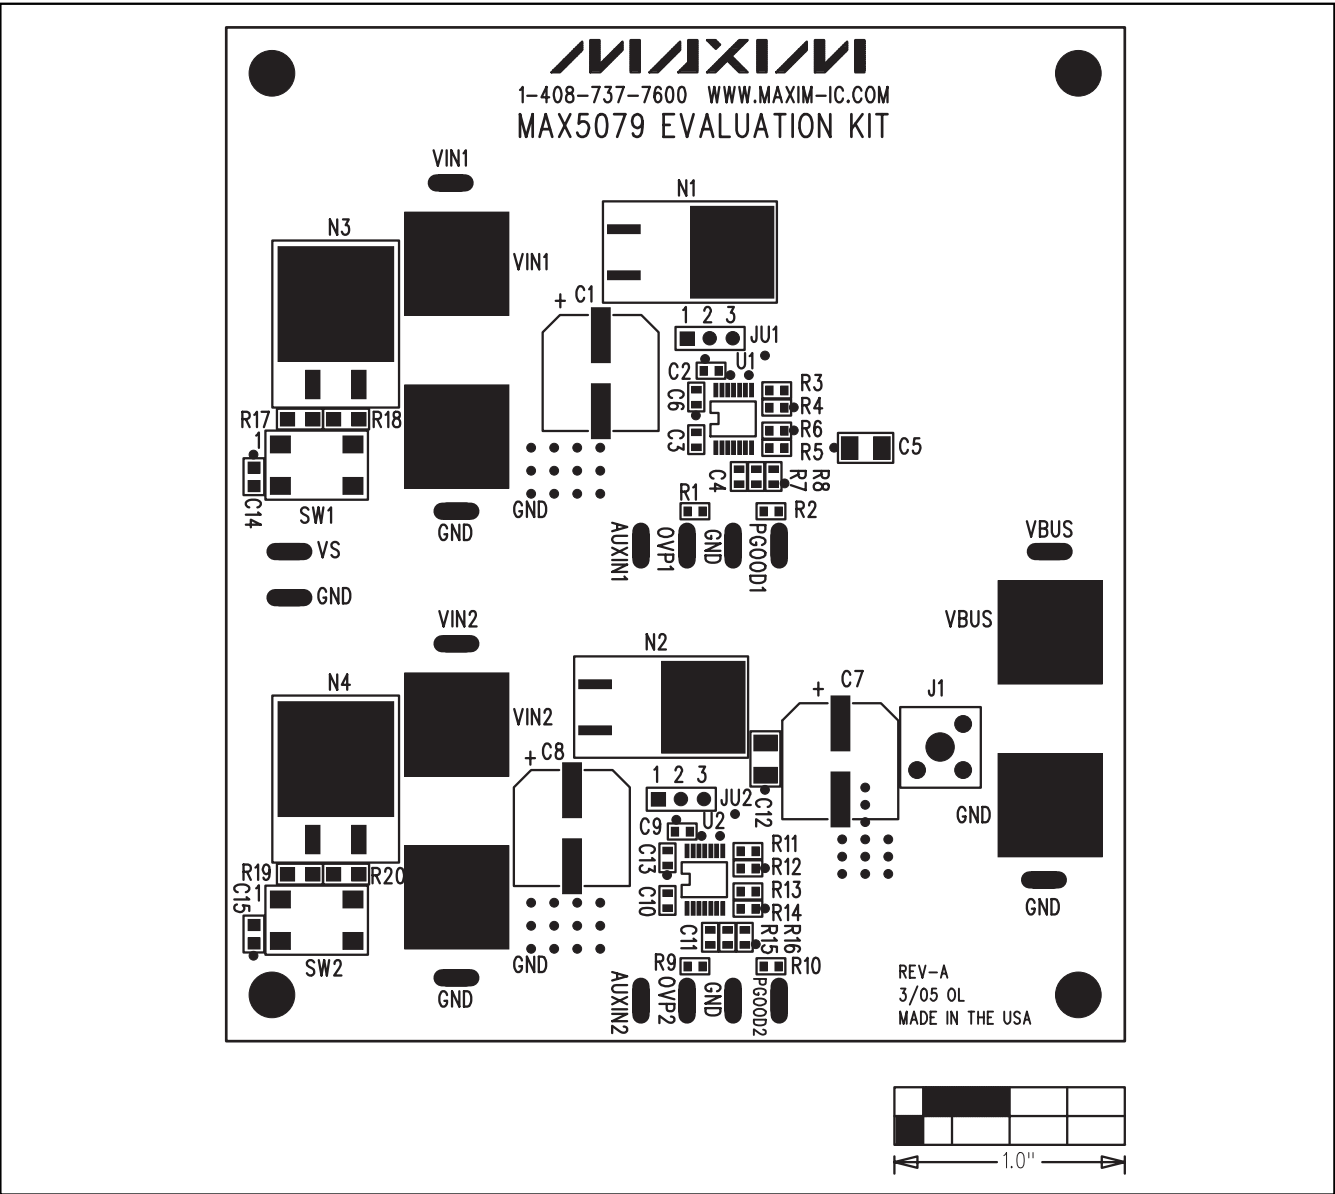 MAXIM
1-408-737-7600 WWW.MAXIM-IC.COM
MAX5079 EVALUATION KIT
VIN1
N1
N3
VIN1
+ C1
1 2 3
JU1
U1
C2
C6
C3
R3
R4
R6
R5
C5
R17
R18
1
C14
SW1
C4
R7
R8
R1
R2
GND
GND
AUXIN1
OVP1
GND
PGOOD1
VS
GND
VBUS
VBUS
VIN2
N2
N4
VIN2
+ C8
+ C7
J1
1 2 3
JU2
C12
GND
C9
U2
C13
C10
R11
R12
R13
R14
R19
R20
C15
1
SW2
C11
R15
R16
R9
R10
GND
GND
GND
AUXIN2
OVP2
GND
PGOOD2
REV-A
3/05 OL
MADE IN THE USA
1.0"